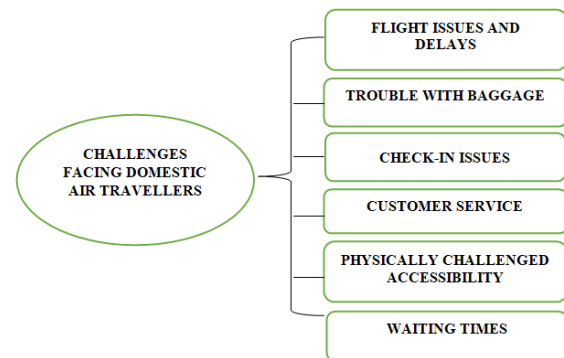 CHALLENGES
FACING DOMESTIC
AIR TRAVELLERS
FLIGHT ISSUES AND
DELAYS
TROUBLE WITH BAGGAGE
CHECK-IN ISSUES
CUSTOMER SERVICE
PHYSICALLY CHALLENGED
ACCESSIBILITY
WAITING TIMES